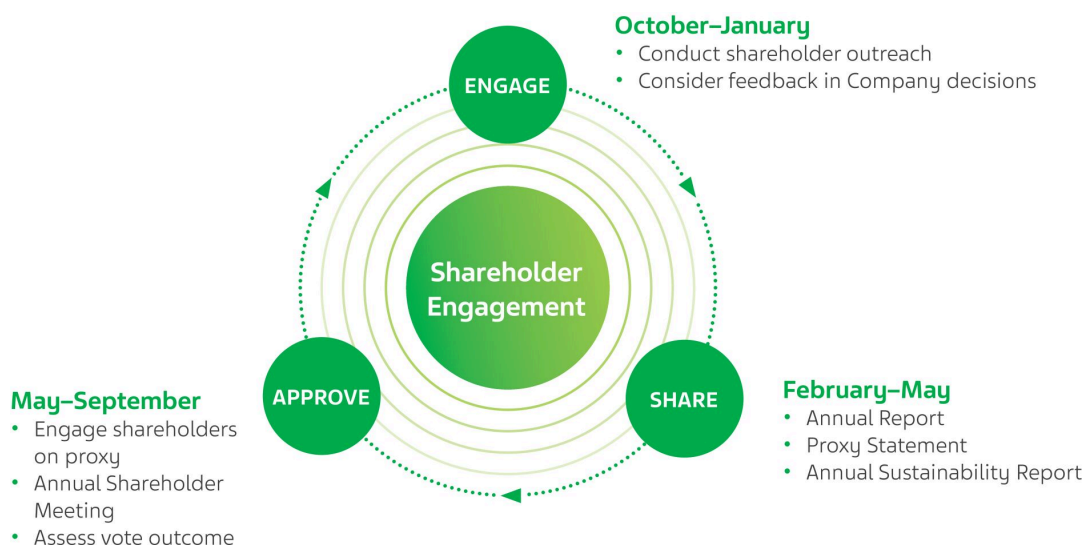 October–January
• Conduct shareholder outreach
• Consider feedback in Company decisions
ENGAGE
Shareholder
Engagement
SHARE
February–May
• Annual Report
• Proxy Statement
• Annual Sustainability Report
APPROVE
May–September
• Engage shareholders
on proxy
• Annual Shareholder
Meeting
• Assess vote outcome